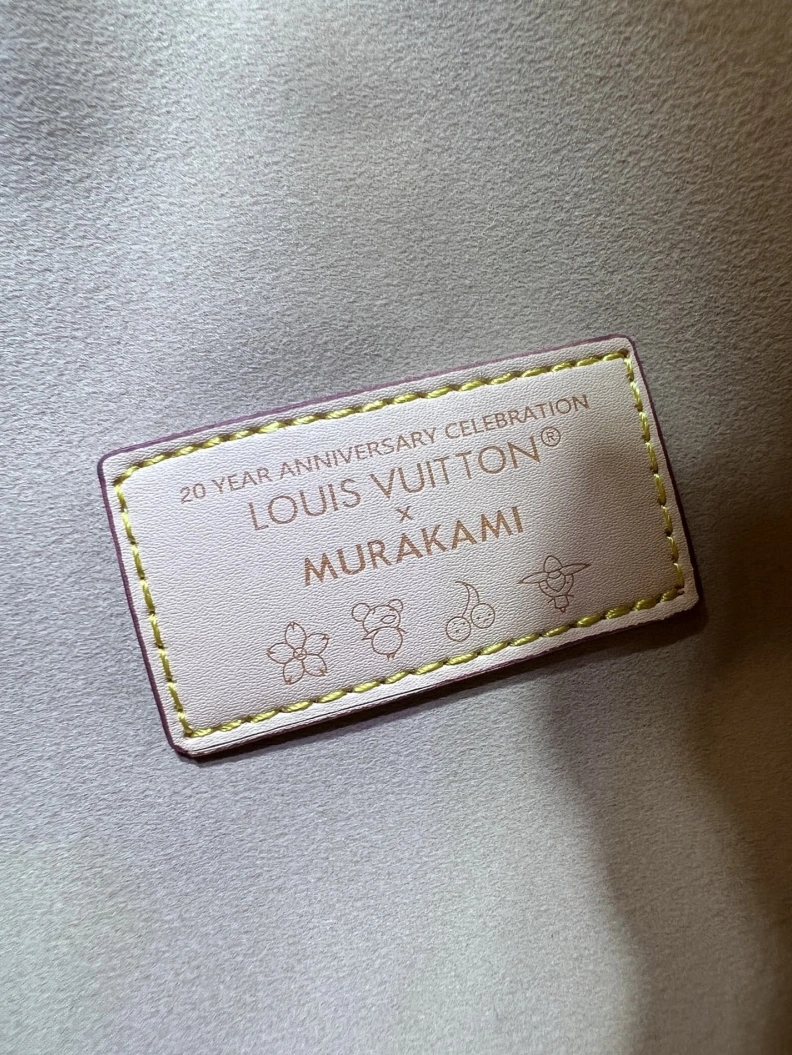 20 YEAR ANNIVERSARY CELEBRATION
LOUIS VUITTON®
×
MURAKAMI